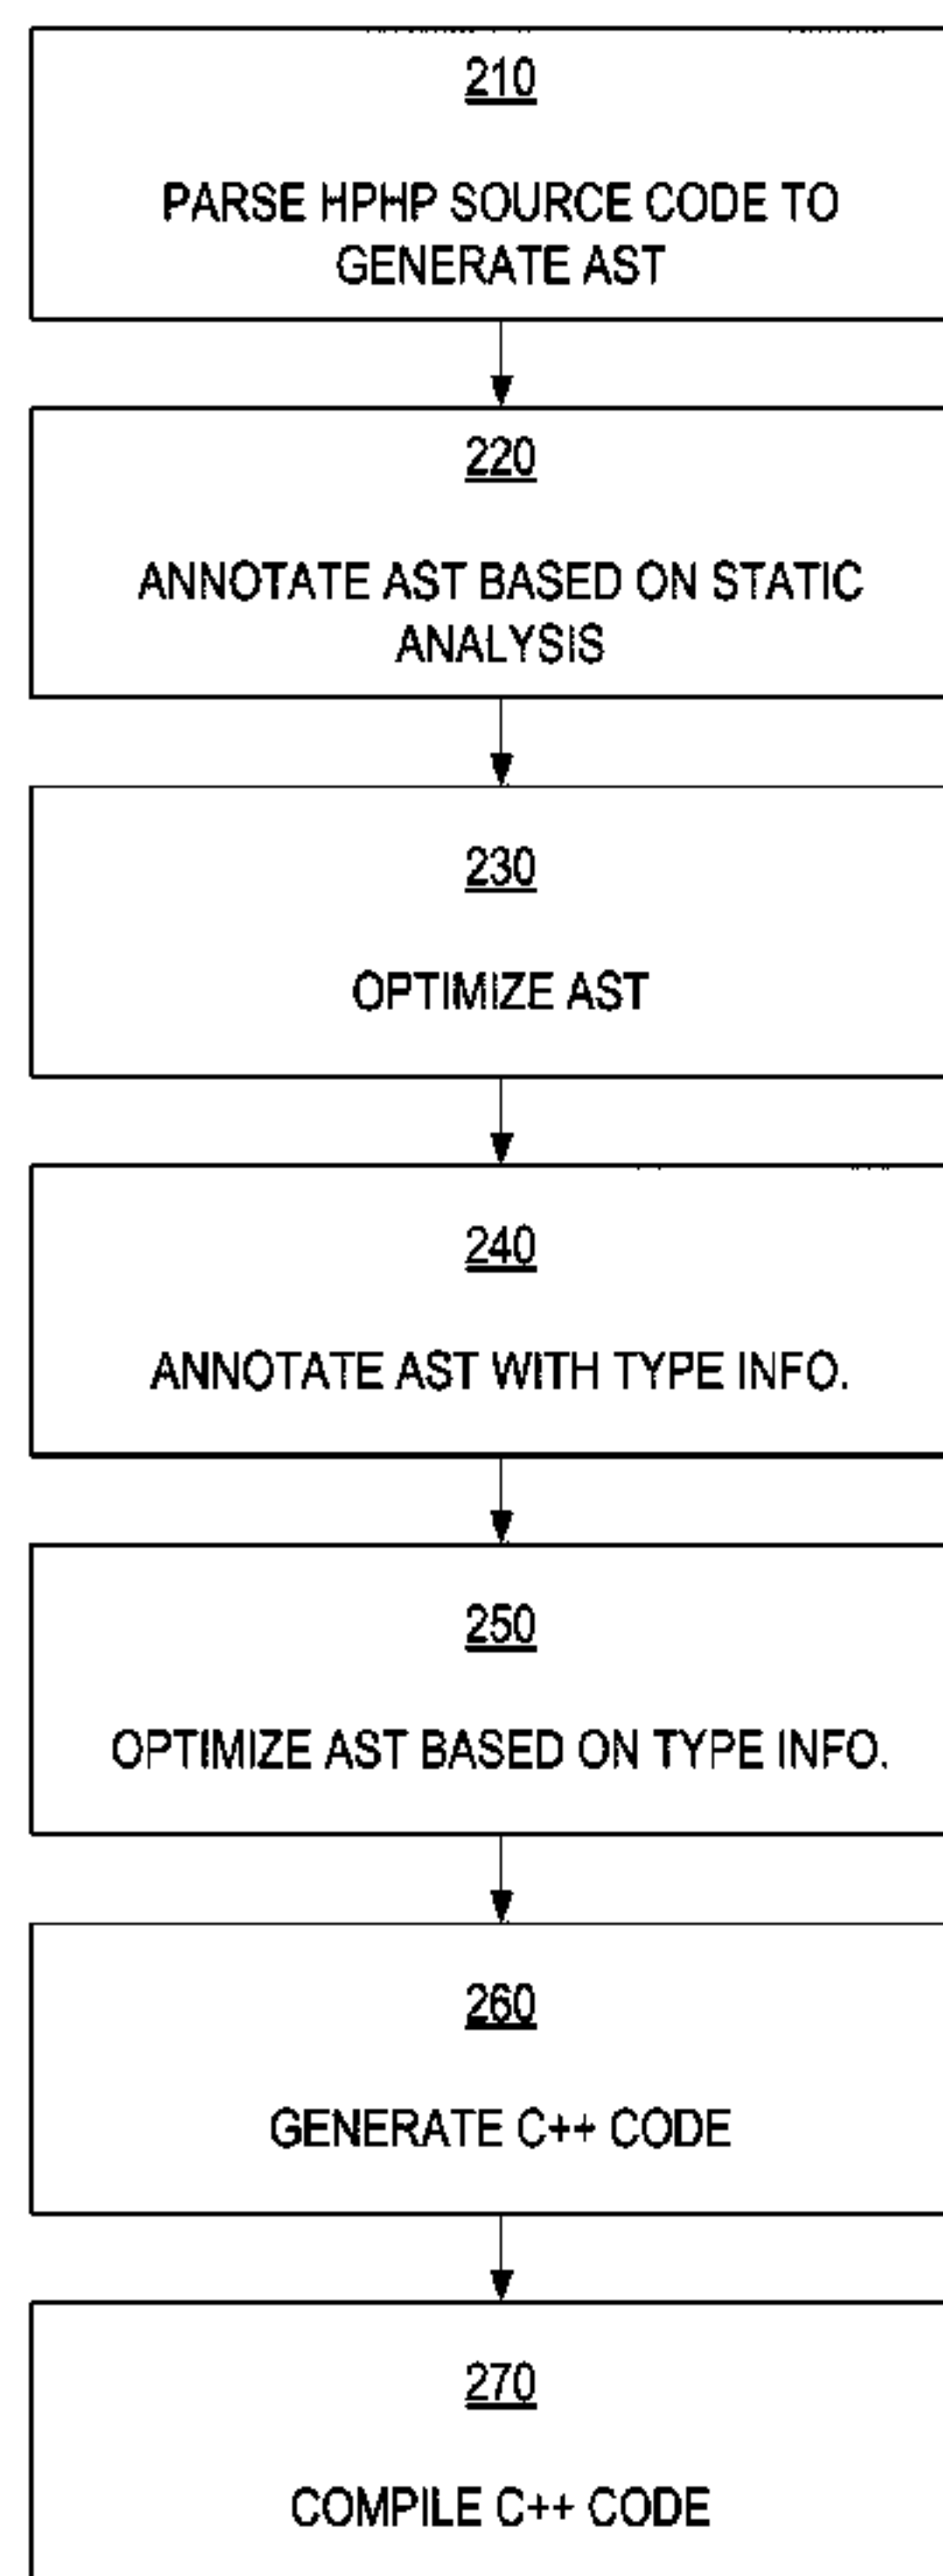 210
PARSE HPHP SOURCE CODE TO
GENERATE AST
220
ANNOTATE AST BASED ON STATIC
ANALYSIS
230
OPTIMIZE AST
240
ANNOTATE AST WITH TYPE INFO.
250
OPTIMIZE AST BASED ON TYPE INFO.
260
GENERATE C++ CODE
270
COMPILE C++ CODE